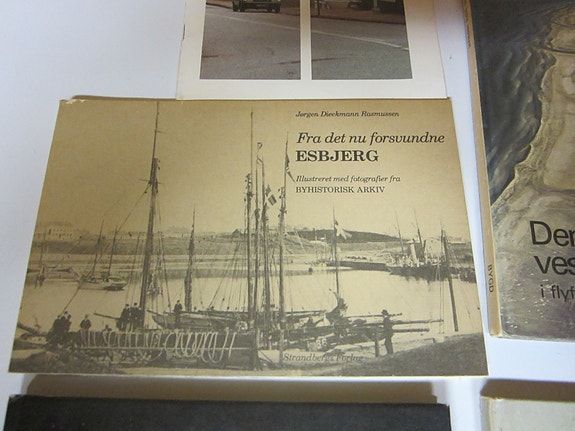 Jørgen Dieckmann Rasmussen
Fra det nu forsvundne
ESBJERG
Illustreret med fotografier fra
BYHISTORISK ARKIV
Strandbergs Forlag
BYGD
Der
ves
i flyf